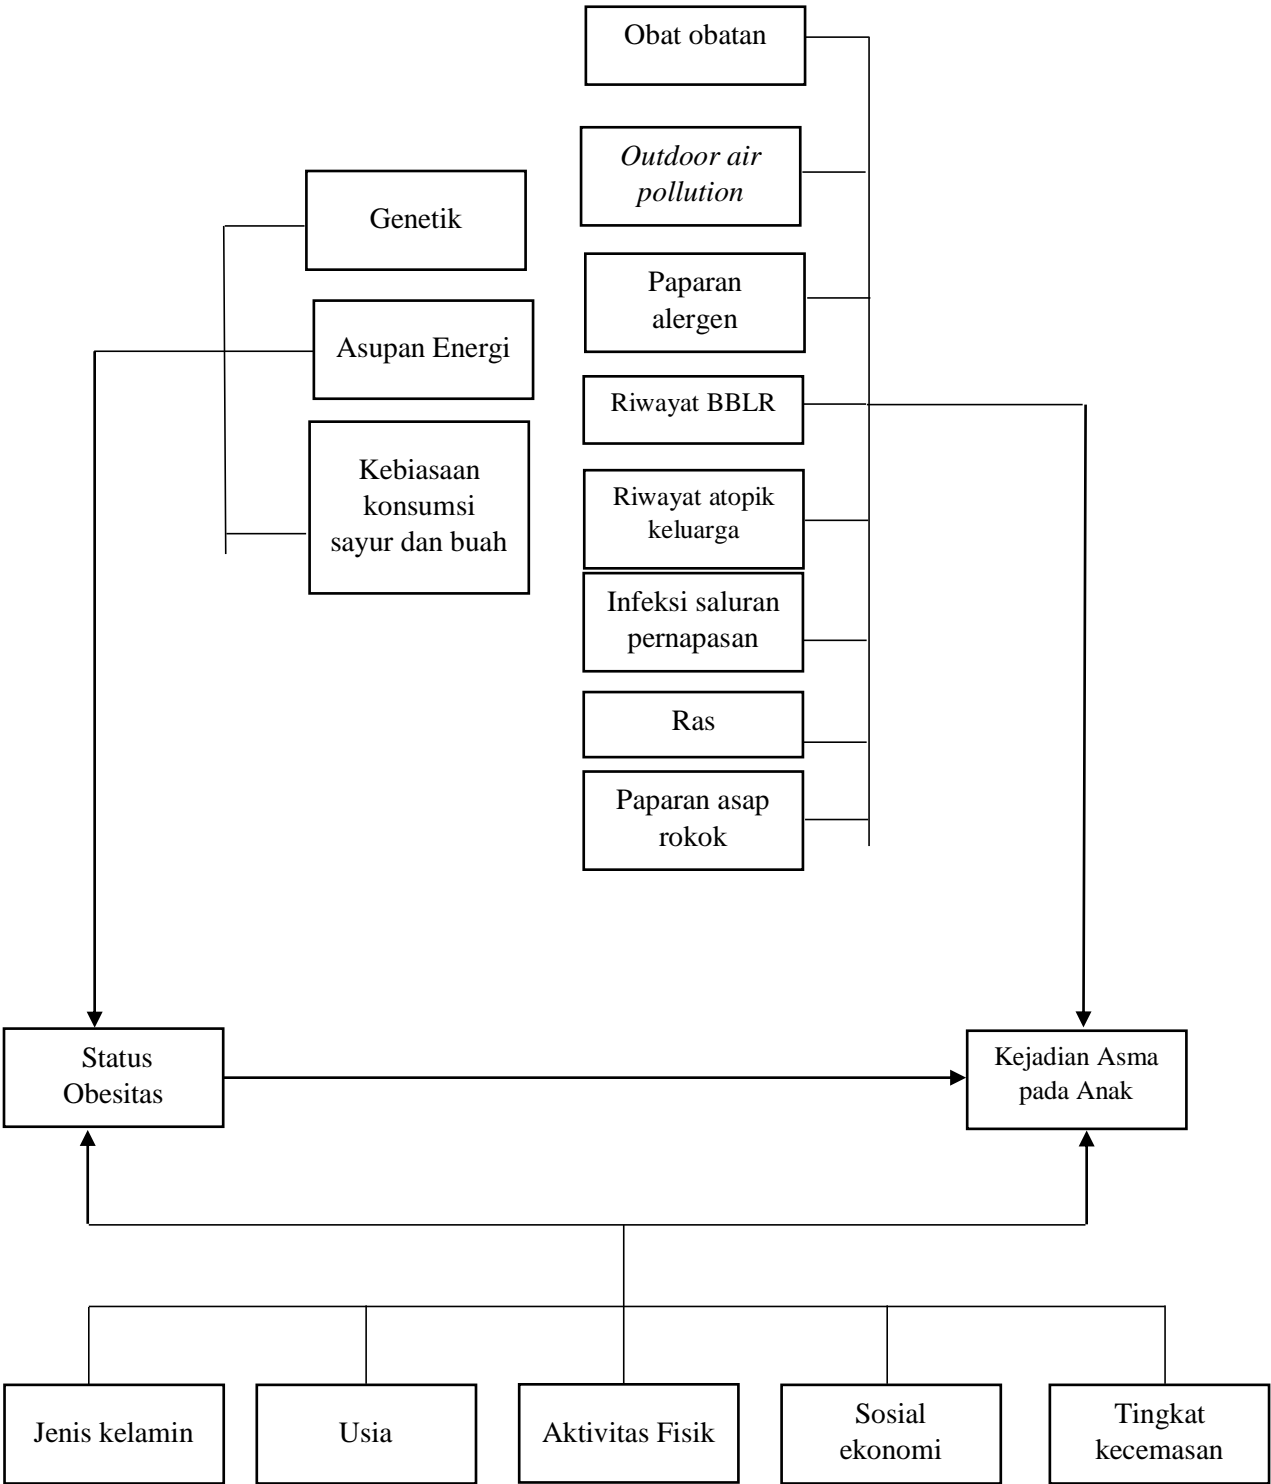 Obat obatan
Outdoor air
pollution
Genetik
Paparan
alergen
Asupan Energi
Riwayat BBLR
Kebiasaan
konsumsi
sayur dan buah
Riwayat atopik
keluarga
Infeksi saluran
pernapasan
Ras
Paparan asap
rokok
Status
Obesitas
Kejadian Asma
pada Anak
Jenis kelamin
Usia
Aktivitas Fisik
Sosial
ekonomi
Tingkat
kecemasan